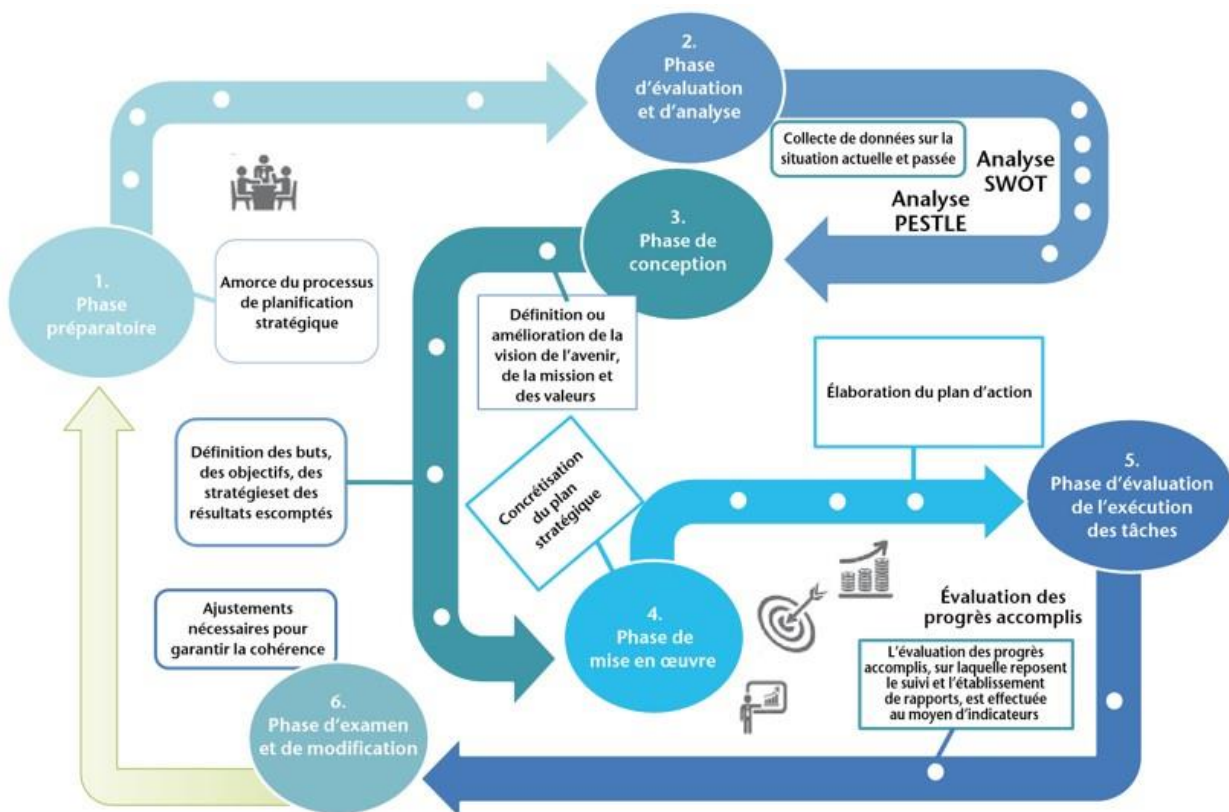 1.
Phase
préparatoire
Amorce du processus
de planification
stratégique
2.
Phase
d'évaluation
et d'analyse
Collecte de données sur la
situation actuelle et passée
Analyse
SWOT
Analyse
PESTLE
3.
Phase de
conception
Définition ou
amélioration de la
vision de l'avenir,
de la mission et
des valeurs
Définition des buts,
des objectifs, des
stratégieset des
résultats escomptés
4.
Phase de
mise en œuvre
Concrétisation
du plan
stratégique
Élaboration du plan d'action
5.
Phase d'évaluation
de l'exécution
des tâches
Évaluation des
progrès accomplis
L'évaluation des progrès
accomplis, sur laquelle reposent
le suivi et l'établissement
de rapports, est effectuée
au moyen d'indicateurs
6.
Phase d'examen
et de modification
Ajustements
nécessaires pour
garantir la cohérence